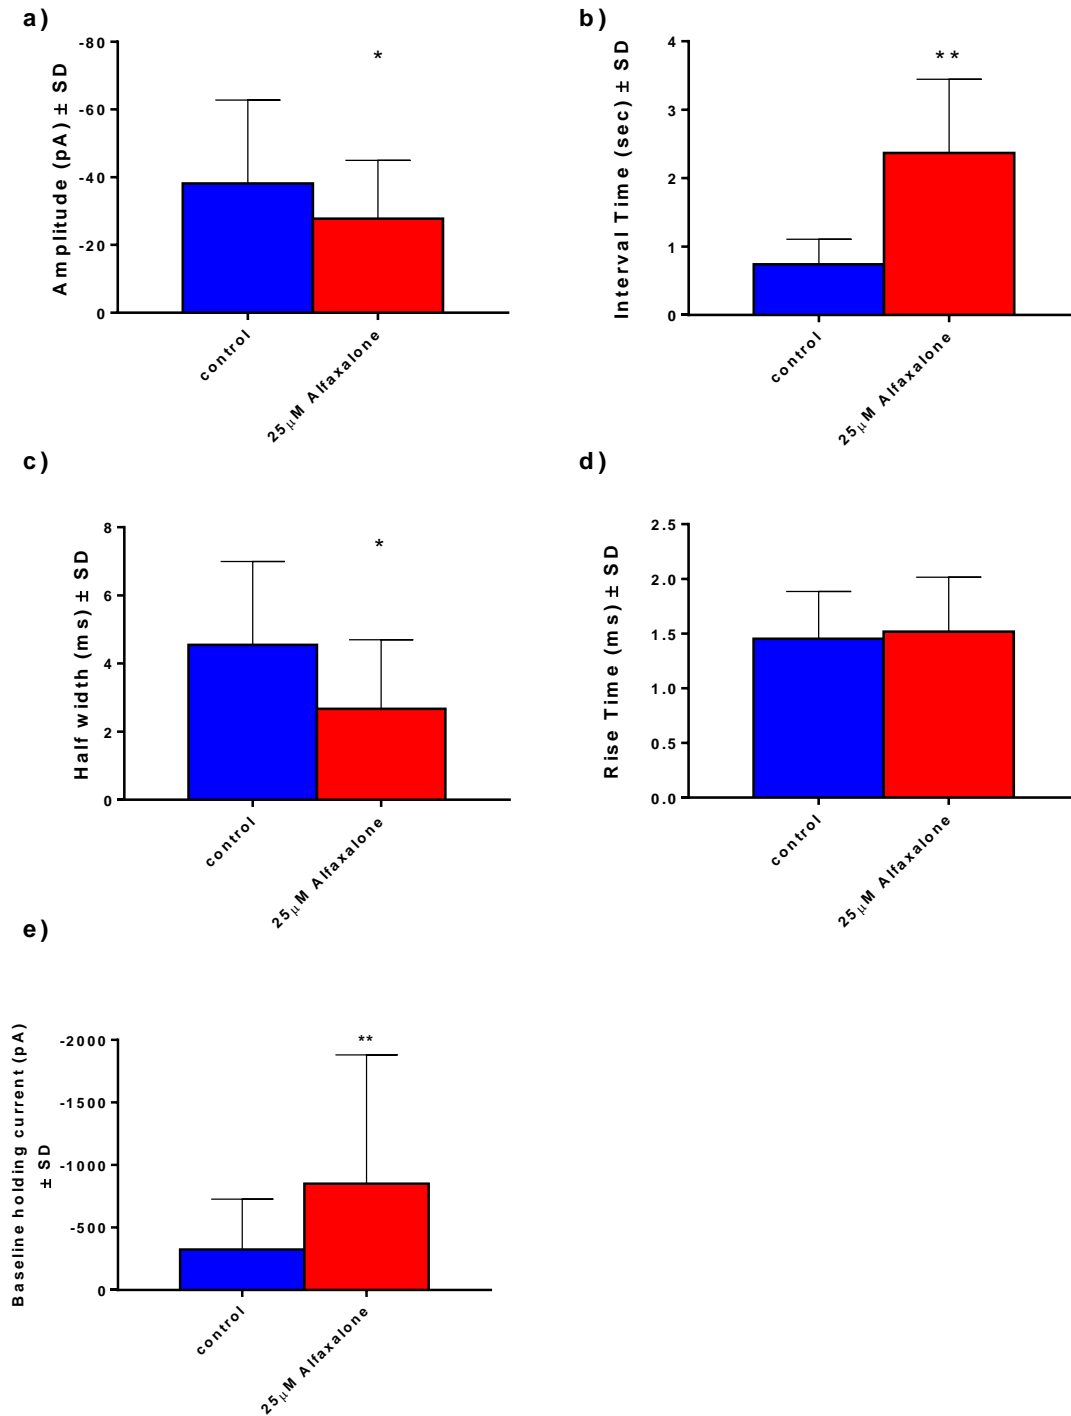 a)
Amplitude (pA) ± SD
-80
-60
-40
-20
0
*
control
25μM Alfaxalone
b)
Interval Time (sec) ± SD
4
3
2
1
0
**
control
25μM Alfaxalone
c)
Half width (ms) ± SD
8
6
4
2
0
*
control
25μM Alfaxalone
d)
Rise Time (ms) ± SD
2.5
2.0
1.5
1.0
0.5
0.0
control
25μM Alfaxalone
e)
Baseline holding current (pA)
± SD
-2000
-1500
-1000
-500
0
**
control
25μM Alfaxalone